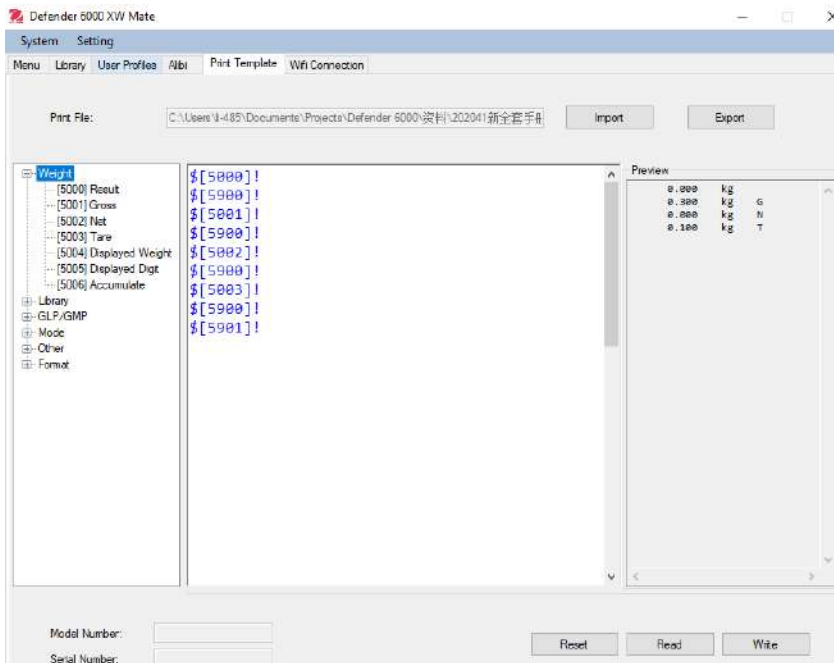 Defender 6000 XW Mate
System Setting
Menu Library User Profiles Alibi Print Template Wifi Connection
Print File: C:\Users\li-485\Documents\Projects\Defender 6000\资料\202041新全套手册 Import Export
Weight
[5000] Result
[5001] Gross
[5002] Net
[5003] Tare
[5004] Displayed Weight
[5005] Displayed Digit
[5006] Accumulate
Library
GLP/GMP
Mode
Other
Format
$[5000]!
$[5900]!
$[5001]!
$[5900]!
$[5002]!
$[5900]!
$[5003]!
$[5900]!
$[5901]!
Preview
0.000 kg
0.300 kg G
0.000 kg N
0.100 kg T
Model Number:
Serial Number:
Reset Read Write